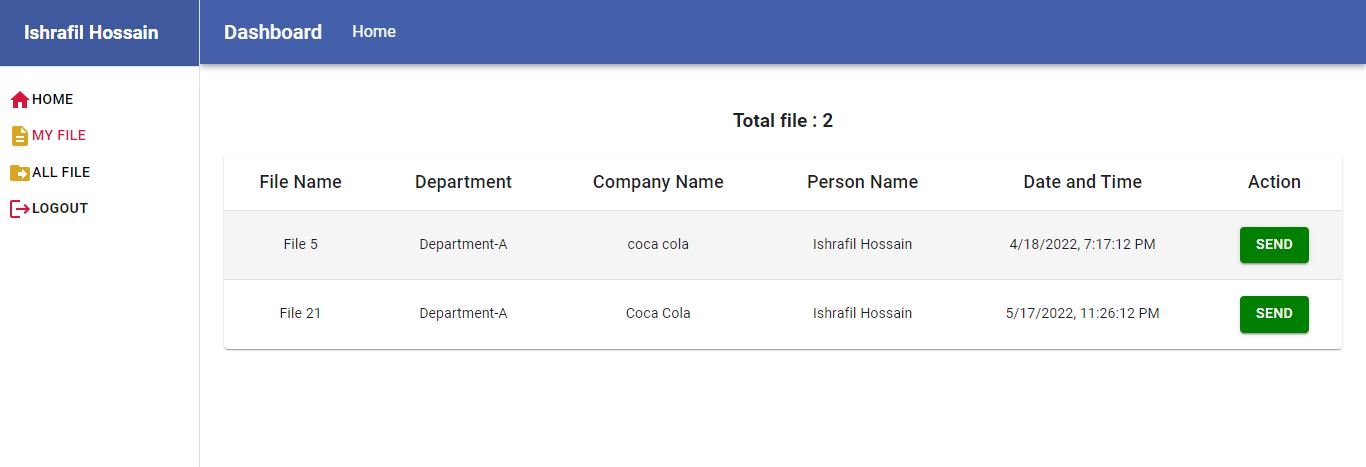 Ishrafil Hossain
Dashboard Home
HOME
MY FILE
ALL FILE
LOGOUT
Total file : 2
File Name Department Company Name Person Name Date and Time Action
File 5 Department-A coca cola Ishrafil Hossain 4/18/2022, 7:17:12 PM SEND
File 21 Department-A Coca Cola Ishrafil Hossain 5/17/2022, 11:26:12 PM SEND